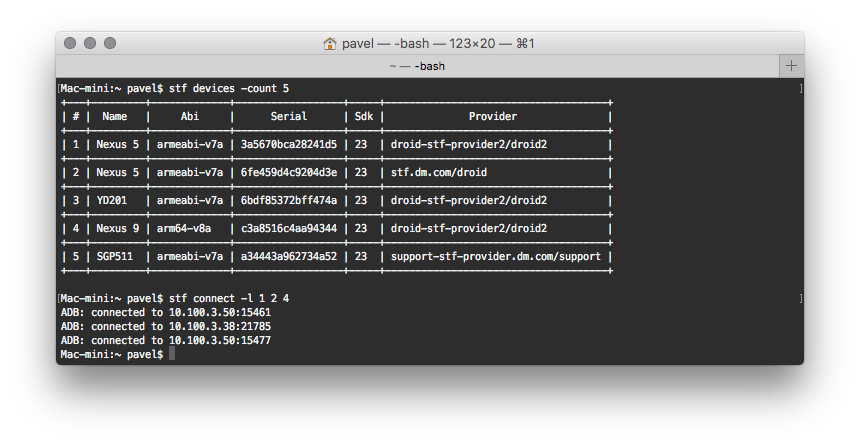 pavel — -bash — 123×20 — ⌘1
~ — -bash
Mac-mini:~ pavel$ stf devices -count 5
| # | Name | Abi | Serial | Sdk | Provider |
| 1 | Nexus 5 | armeabi-v7a | 3a5670bca28241d5 | 23 | droid-stf-provider2/droid2 |
| 2 | Nexus 5 | armeabi-v7a | 6fe459d4c9204d3e | 23 | stf.dm.com/droid |
| 3 | YD201 | armeabi-v7a | 6bdf85372bff474a | 23 | droid-stf-provider2/droid2 |
| 4 | Nexus 9 | arm64-v8a | c3a8516c4aa94344 | 23 | droid-stf-provider2/droid2 |
| 5 | SGP511 | armeabi-v7a | a34443a962734a52 | 23 | support-stf-provider.dm.com/support |
Mac-mini:~ pavel$ stf connect -l 1 2 4
ADB: connected to 10.100.3.50:15461
ADB: connected to 10.100.3.38:21785
ADB: connected to 10.100.3.50:15477
Mac-mini:~ pavel$